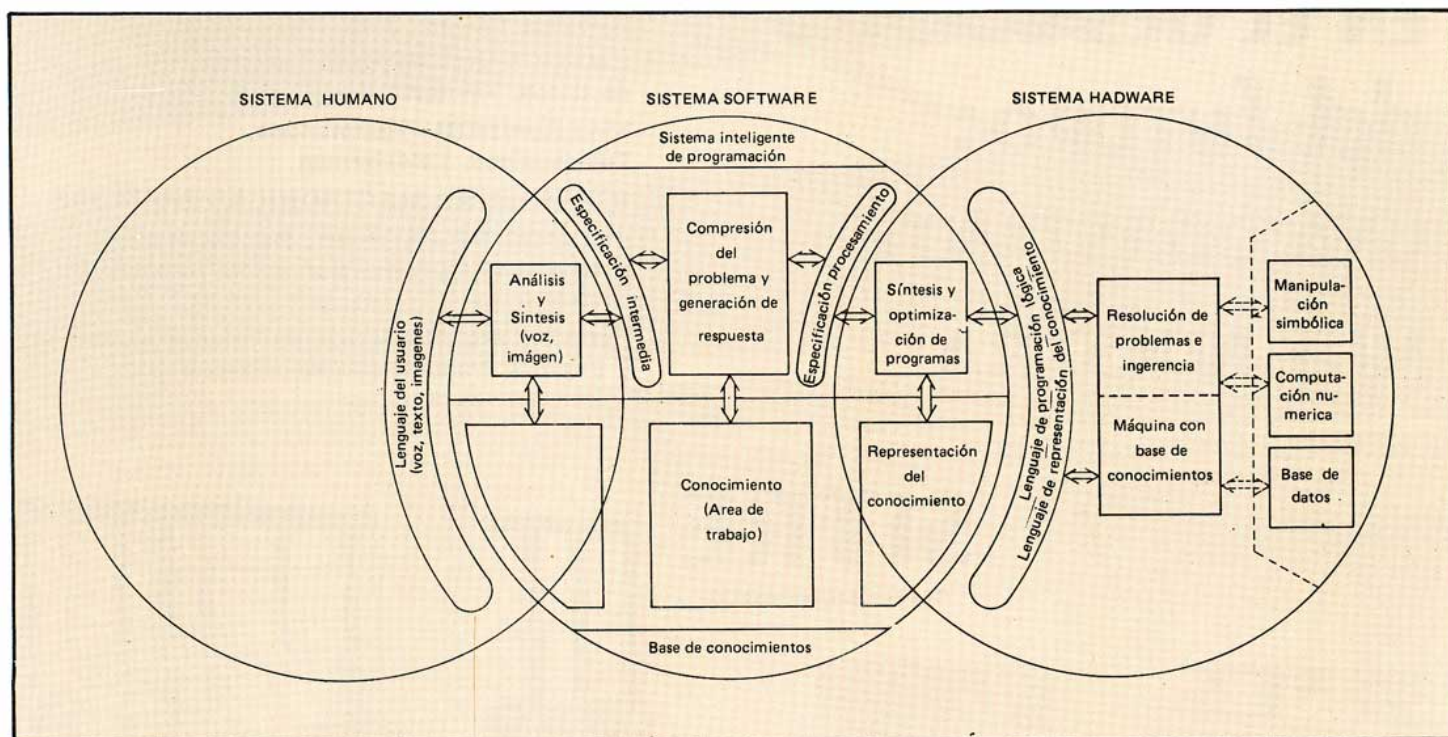 SISTEMA HUMANO
SISTEMA SOFTWARE
SISTEMA HADWARE
Sistema inteligente
de programación
Lenguaje del usuario
(voz, texto, imagenes)
Análisis
y
Sintesis
(voz,
imágen)
Especificación intermedia
Compresión
del
problema y
generación de
respuesta
Especificación procesamiento
Síntesis y
optimiza-
ción de
programas
Lenguaje de programación lógica
Lenguaje de representación del conocimiento
Resolución de
problemas e
ingerencia
Máquina con
base de
conocimientos
Manipula-
ción
simbólica
Computa-
ción nu-
merica
Base de
datos
Conocimiento
(Area de
trabajo)
Representación
del
conocimiento
Base de conocimientos